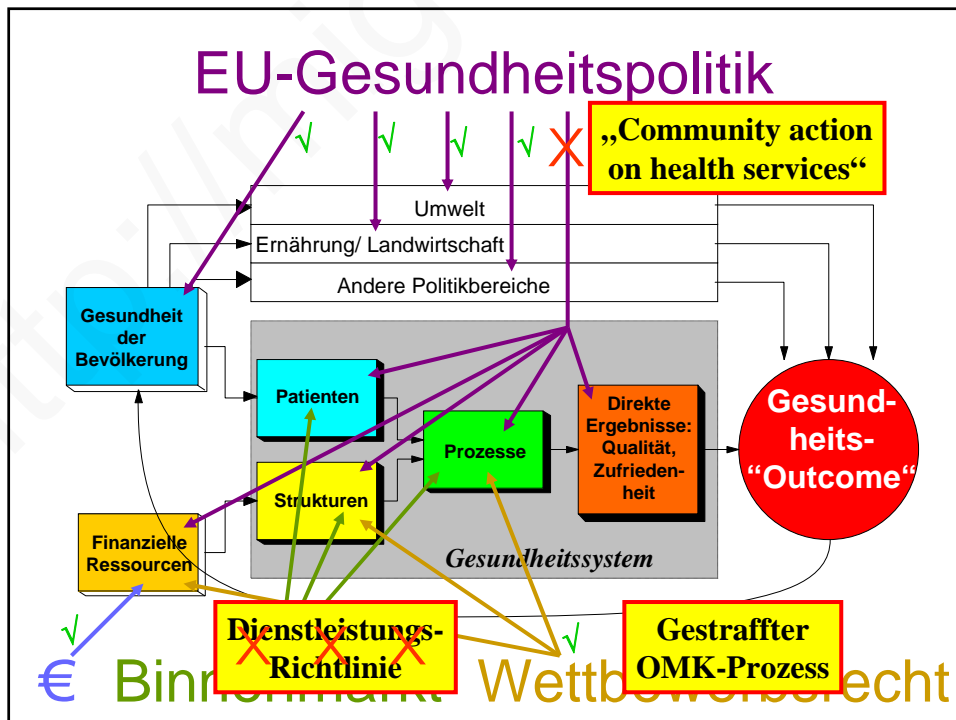 EU-Gesundheitspolitik
√ √ √ √ X
„Community action
on health services“
Umwelt
Ernährung/ Landwirtschaft
Andere Politikbereiche
Gesundheit
der
Bevölkerung
Patienten
Prozesse
Direkte
Ergebnisse:
Qualität,
Zufrieden-
heit
Gesund-
heits-
“Outcome“
Strukturen
Finanzielle
Ressourcen
Gesundheitssystem
√
Dienstleistungs-
X X X
Richtlinie
√
Gestraffter
OMK-Prozess
€ Binnenmarkt Wettbewerbsrecht